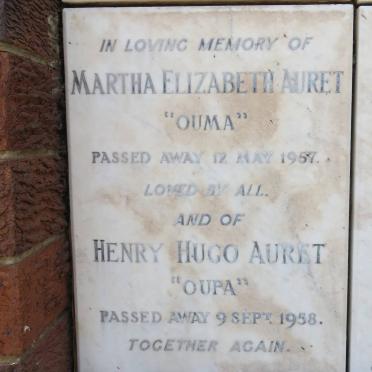 IN LOVING MEMORY OF
MARTHA ELIZABETH AURET
"OUMA"
PASSED AWAY 12 MAY 1957.
LOVED BY ALL.
AND OF
HENRY HUGO AURET
"OUPA"
PASSED AWAY 9 SEPT. 1958.
TOGETHER AGAIN.